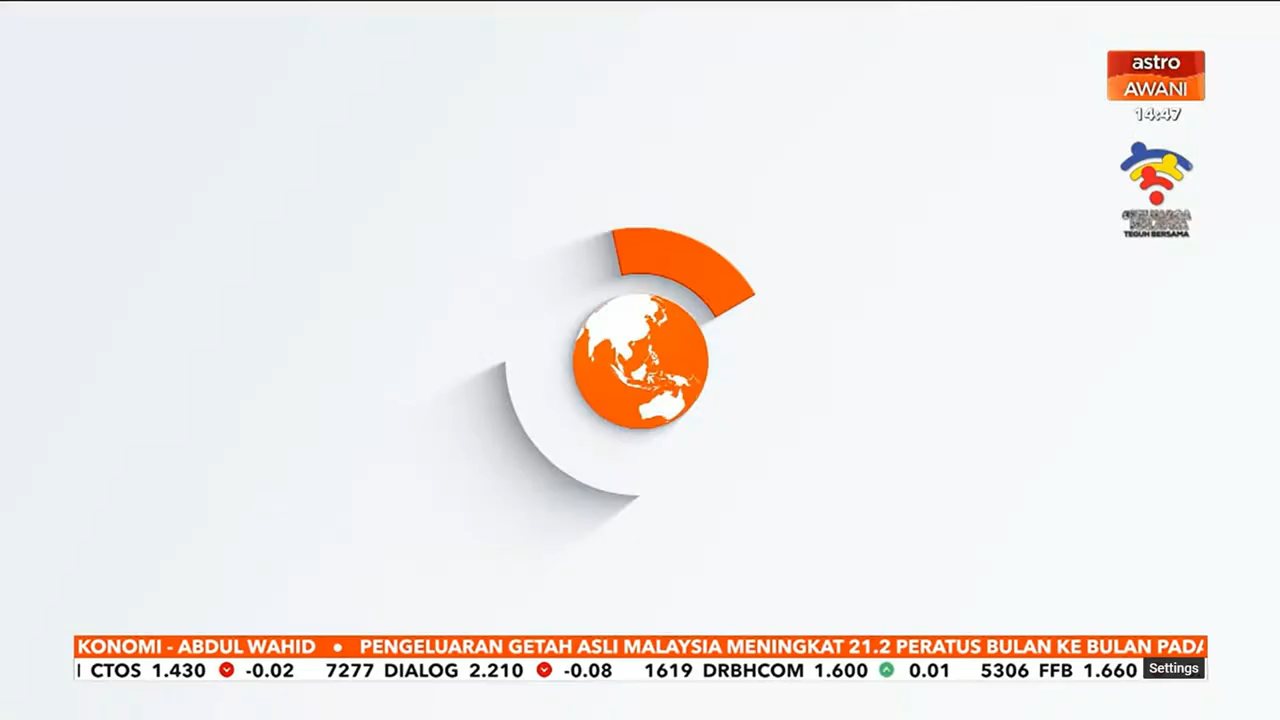 astro
AWANI
14:47
TEGUH BERSAMA
KONOMI - ABDUL WAHID • PENGELUARAN GETAH ASLI MALAYSIA MENINGKAT 21.2 PERATUS BULAN KE BULAN PADA
CTOS 1.430 -0.02 7277 DIALOG 2.210 -0.08 1619 DRBHCOM 1.600 0.01 5306 FFB 1.660 Settings